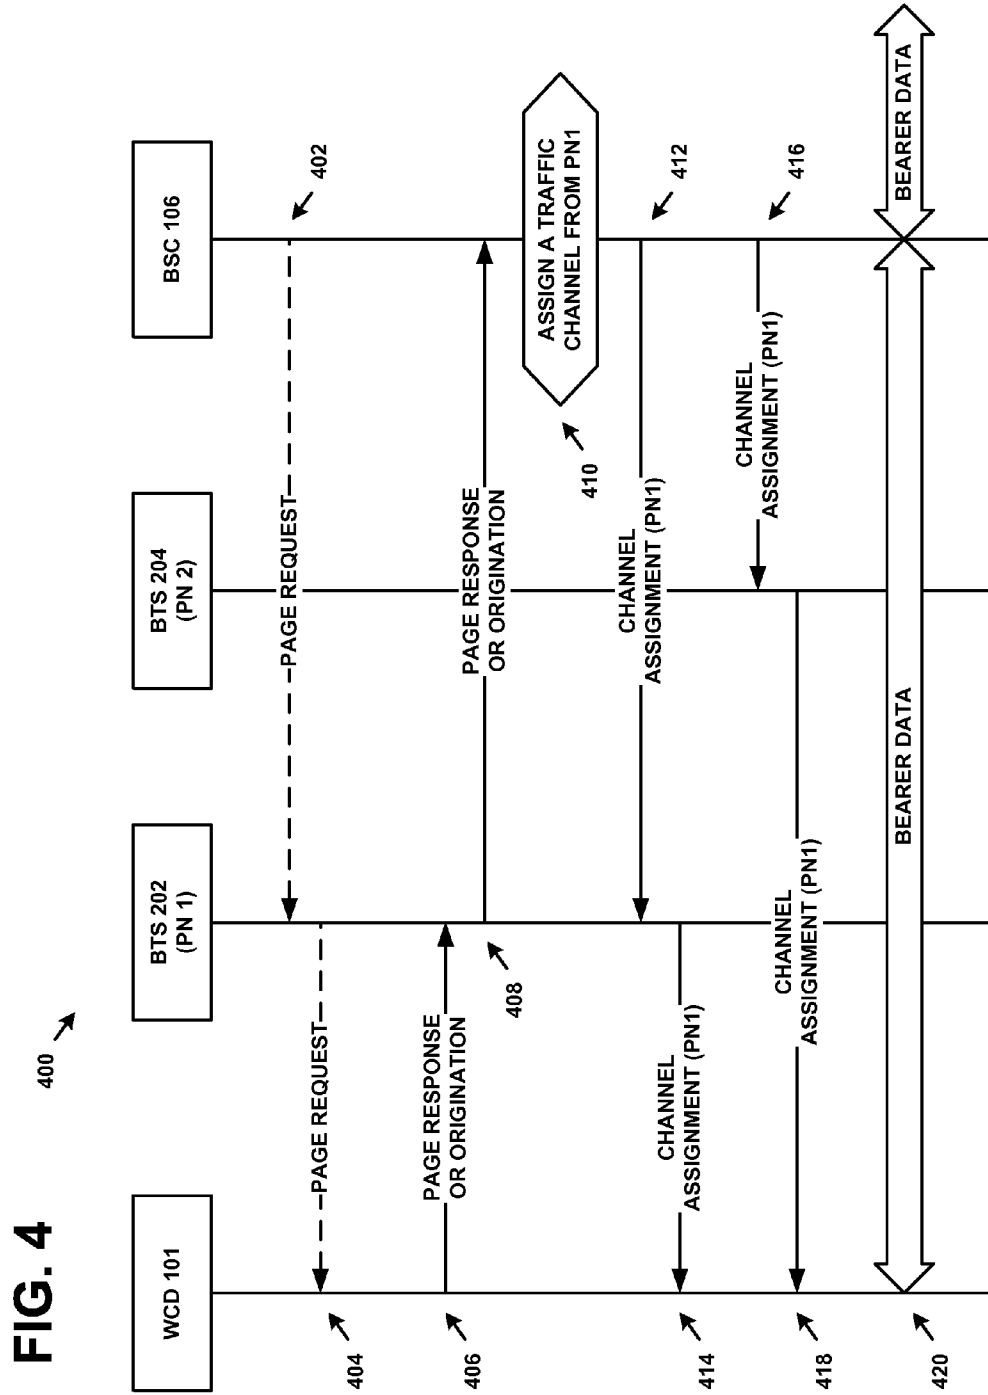 FIG. 4
400
WCD 101
BTS 202
(PN 1)
BTS 204
(PN 2)
BSC 106
PAGE REQUEST
402
PAGE REQUEST
404
PAGE RESPONSE
OR ORIGINATION
406
PAGE RESPONSE
OR ORIGINATION
408
ASSIGN A TRAFFIC
CHANNEL FROM PN1
410
CHANNEL
ASSIGNMENT (PN1)
412
CHANNEL
ASSIGNMENT (PN1)
414
CHANNEL
ASSIGNMENT (PN1)
416
CHANNEL
ASSIGNMENT (PN1)
418
BEARER DATA
BEARER DATA
420